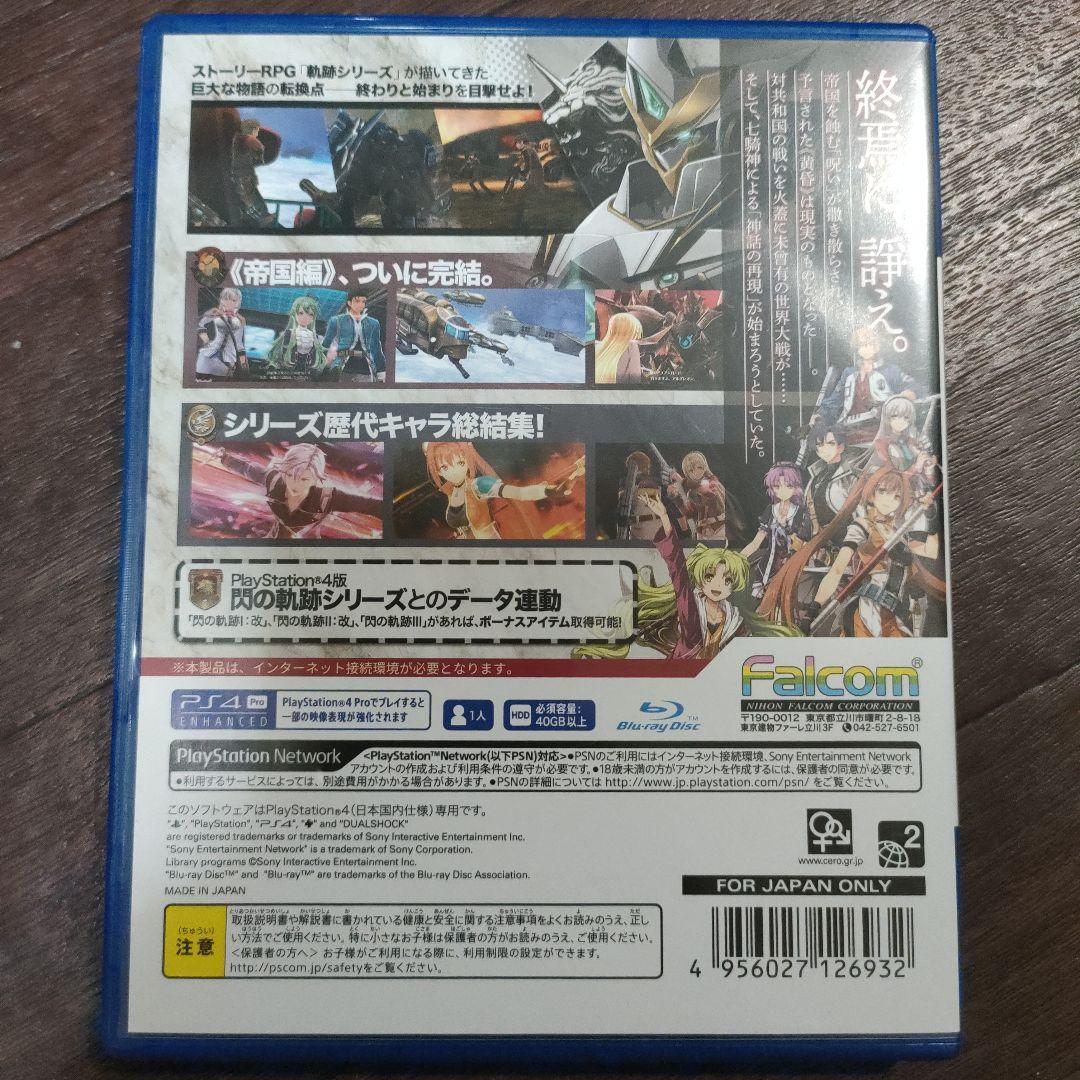 ストーリーRPG「軌跡シリーズ」が描いてきた
巨大な物語の転換点――終わりと始まりを目撃せよ!
終焉に諍え。
帝国を蝕む「呪い」が撒き散らされ、
予言された《黄昏》は現実のものとなった――。
対共和国の戦いを火蓋に未曾有の世界大戦が……
そして、七騎神による「神話の再現」が始まろうとしていた。
《帝国編》、ついに完結。
シリーズ歴代キャラ総結集!
PlayStation®4版
閃の軌跡シリーズとのデータ連動
「閃の軌跡I:改」、「閃の軌跡II:改」、「閃の軌跡III」があれば、ボーナスアイテム取得可能!
※本製品は、インターネット接続環境が必要となります。
Falcom®
NIHON FALCOM CORPORATION
〒190-0012 東京都立川市曙町2-8-18
東京建物ファーレ立川3F 042-527-6501
PS4 Pro
ENHANCED
PlayStation®4 Proでプレイすると
一部の映像表現が強化されます
1人
HDD
必須容量:
40GB以上
Blu-ray Disc™
PlayStation Network
<PlayStation™Network(以下PSN)対応>●PSNのご利用にはインターネット接続環境、Sony Entertainment Network
アカウントの作成および利用条件の遵守が必要です。●18歳未満の方がアカウントを作成するには、保護者の同意が必要です。
●利用するサービスによっては、別途費用がかかる場合があります。●PSNの詳細については http://www.jp.playstation.com/psn/ をご覧ください。
このソフトウェアはPlayStation®4(日本国内仕様)専用です。
"", "PlayStation", "PS4", "" and "DUALSHOCK"
are registered trademarks or trademarks of Sony Interactive Entertainment Inc.
"Sony Entertainment Network" is a trademark of Sony Corporation.
Library programs ©Sony Interactive Entertainment Inc.
"Blu-ray Disc™" and "Blu-ray™" are trademarks of the Blu-ray Disc Association.
MADE IN JAPAN
www.cero.gr.jp
2
FOR JAPAN ONLY
(ちゅうい)
注意
取扱説明書や解説書に書かれている健康と安全に関する注意事項をよくお読みのうえ、正し
い方法でご使用ください。特に小さなお子様は保護者の方がお読みのうえ、ご使用ください。
<保護者の方へ> お子様がご利用になる際に、利用制限の設定ができます。
http://pscom.jp/safetyをご覧ください。
4 956027 126932